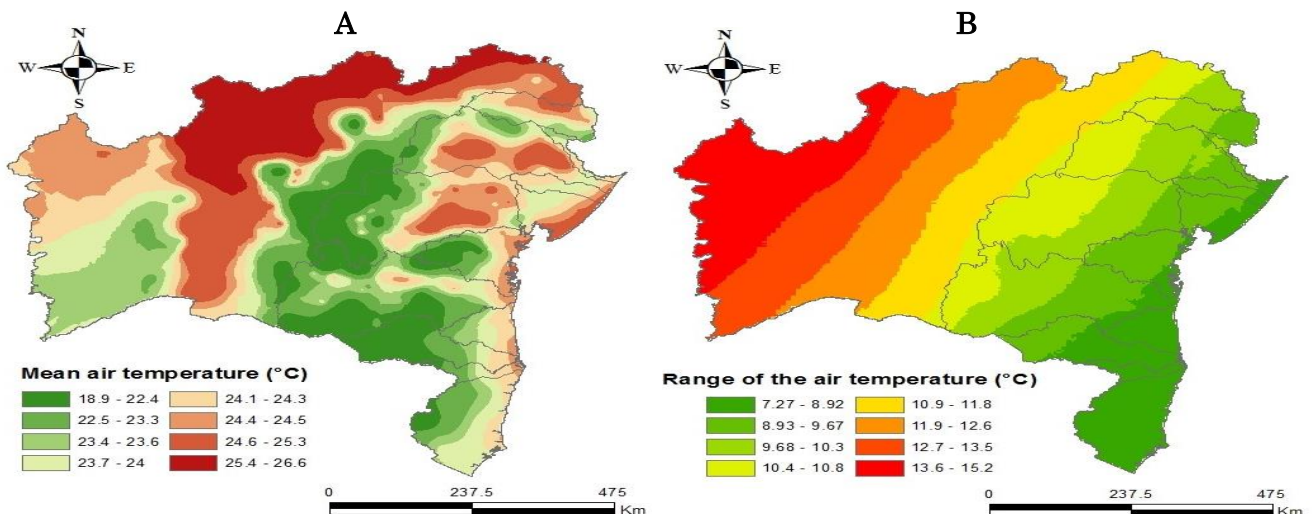 A
N
W E
S
Mean air temperature (°C)
18.9 - 22.4
22.5 - 23.3
23.4 - 23.6
23.7 - 24
24.1 - 24.3
24.4 - 24.5
24.6 - 25.3
25.4 - 26.6
0 237.5 475
Km
B
N
W E
S
Range of the air temperature (°C)
7.27 - 8.92
8.93 - 9.67
9.68 - 10.3
10.4 - 10.8
10.9 - 11.8
11.9 - 12.6
12.7 - 13.5
13.6 - 15.2
0 237.5 475
Km